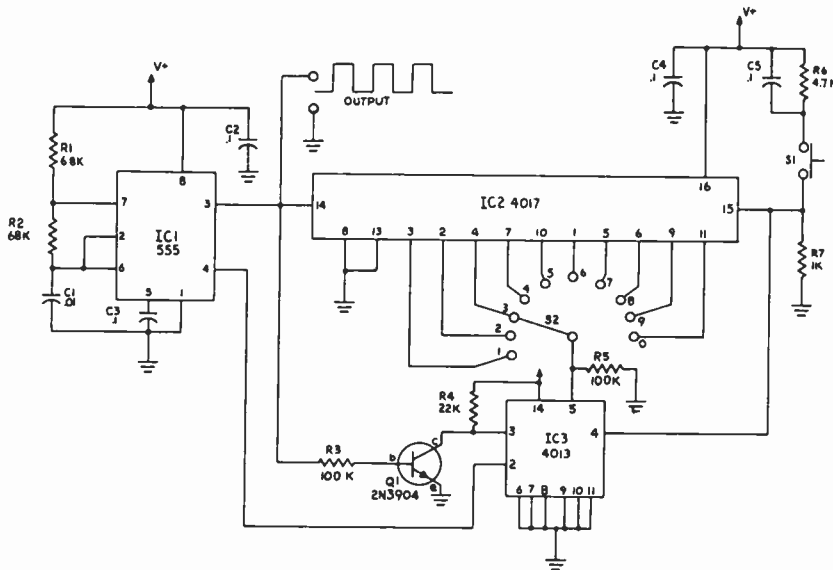 V+
R1
68K
C2
.1
R2
68K
7
2
6
8
3
4
5
1
IC1
555
C1
.01
C3
.1
OUTPUT
V+
C4
.1
C5
.1
R6
S1
14
IC2 4017
16
15
8
13
3
2
4
7
10
1
5
6
9
11
R7
1K
1
2
3
4
5
6
7
8
9
0
S2
R5
100K
R4
22K
14
5
3
2
4
IC3
4013
6
7
8
9
10
11
R3
100 K
b
c
e
Q1
2N3904